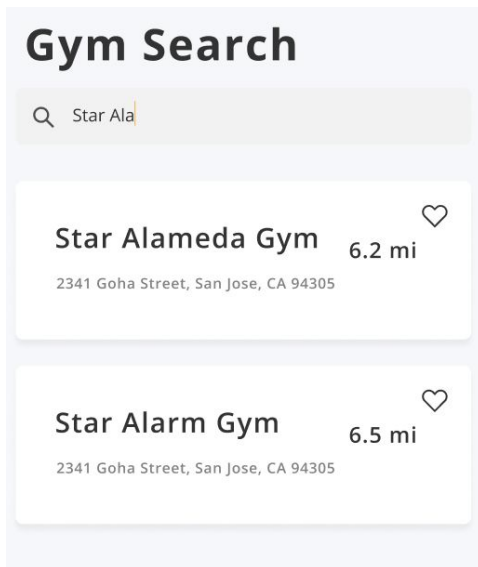 Gym Search
Star Ala
Star Alameda Gym
6.2 mi
2341 Goha Street, San Jose, CA 94305
Star Alarm Gym
6.5 mi
2341 Goha Street, San Jose, CA 94305